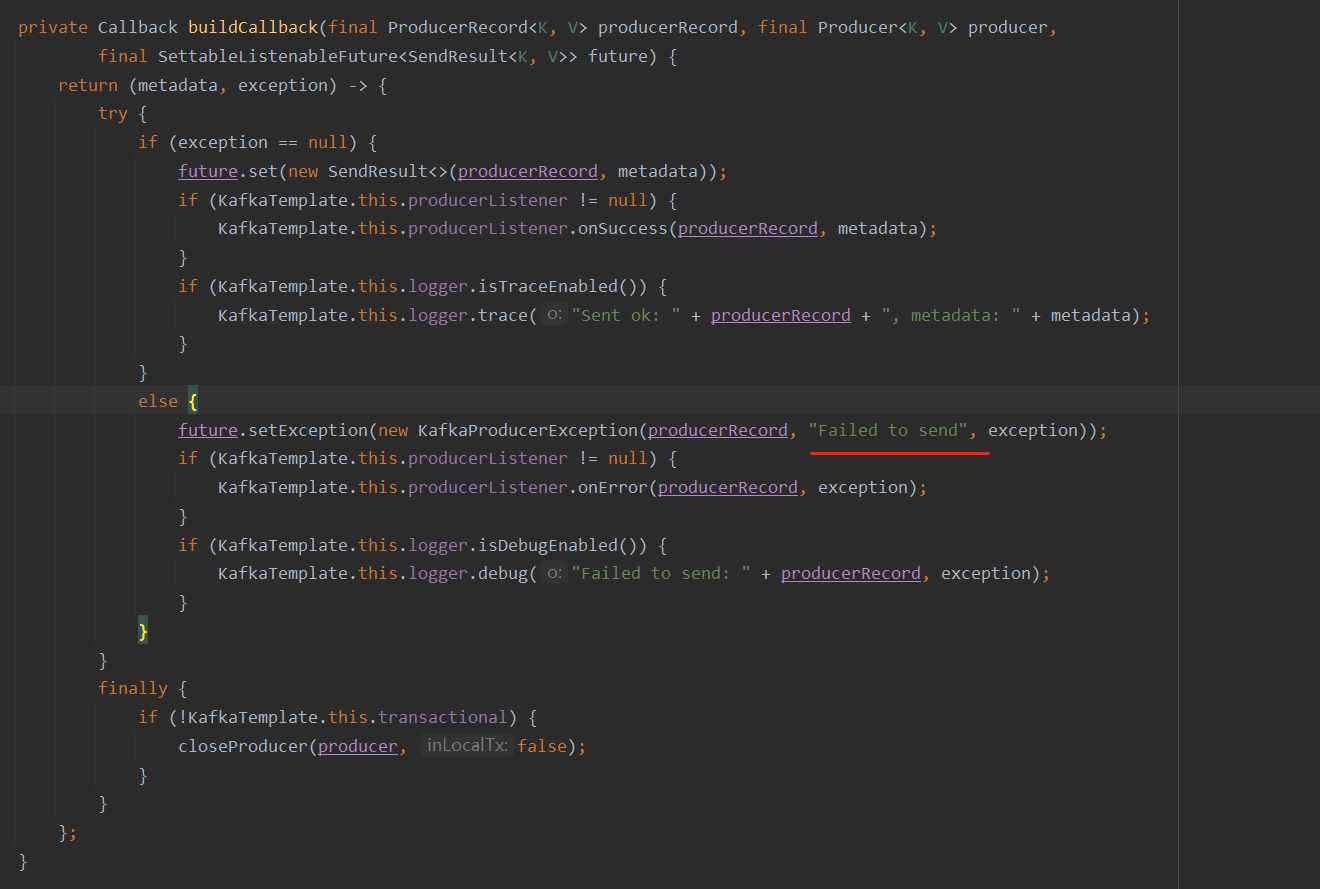 private Callback buildCallback(final ProducerRecord<K, V> producerRecord, final Producer<K, V> producer,
        final SettableListenableFuture<SendResult<K, V>> future) {
    return (metadata, exception) -> {
        try {
            if (exception == null) {
                future.set(new SendResult<>(producerRecord, metadata));
                if (KafkaTemplate.this.producerListener != null) {
                    KafkaTemplate.this.producerListener.onSuccess(producerRecord, metadata);
                }
                if (KafkaTemplate.this.logger.isTraceEnabled()) {
                    KafkaTemplate.this.logger.trace( o: "Sent ok: " + producerRecord + ", metadata: " + metadata);
                }
            }
            else {
                future.setException(new KafkaProducerException(producerRecord, "Failed to send", exception));
                if (KafkaTemplate.this.producerListener != null) {
                    KafkaTemplate.this.producerListener.onError(producerRecord, exception);
                }
                if (KafkaTemplate.this.logger.isDebugEnabled()) {
                    KafkaTemplate.this.logger.debug( o: "Failed to send: " + producerRecord, exception);
                }
            }
        }
        finally {
            if (!KafkaTemplate.this.transactional) {
                closeProducer(producer, inLocalTx: false);
            }
        }
    };
}